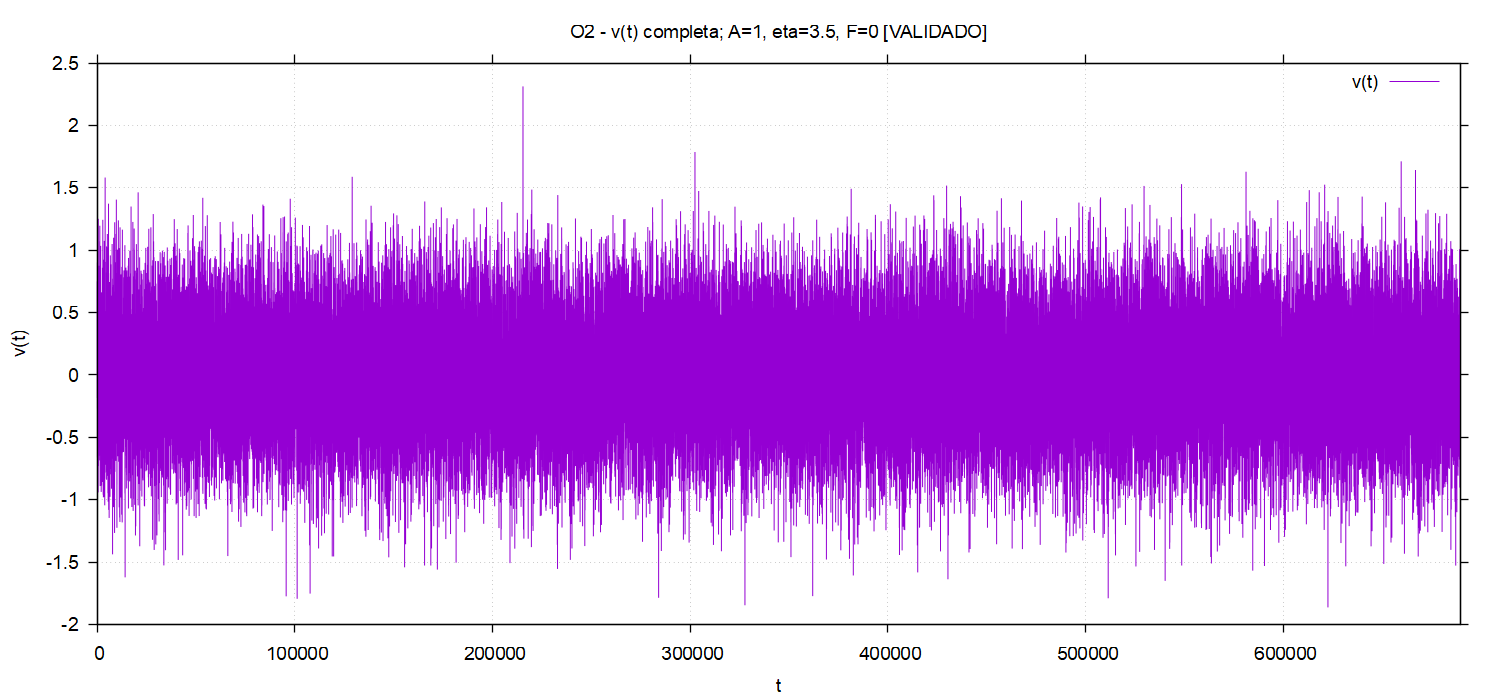 O2 - v(t) completa; A=1, eta=3.5, F=0 [VALIDADO]
v(t)
2.5
2
1.5
1
0.5
0
-0.5
-1
-1.5
-2
v(t)
0 100000 200000 300000 400000 500000 600000
t